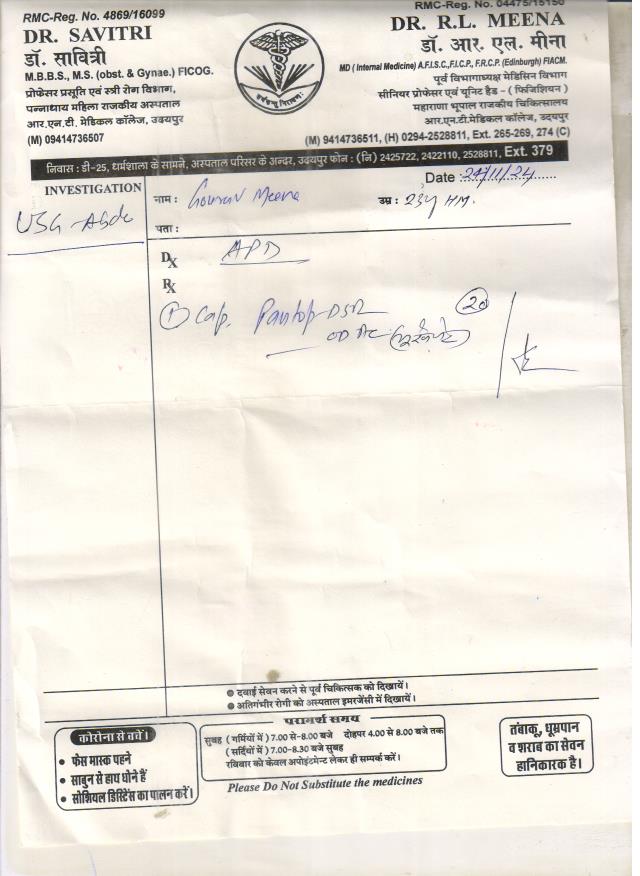 RMC-Reg. No. 4869/16099
DR. SAVITRI
डॉ. सावित्री
M.B.B.S., M.S. (obst. & Gynae.) FICOG.
प्रोफेसर प्रसूति एवं स्त्री रोग विभाग,
पन्नाधाय महिला राजकीय अस्पताल
आर.एन.टी. मेडिकल कॉलेज, उदयपुर
(M) 09414736507
RMC-Reg. No. 04475/15150
DR. R.L. MEENA
डॉ. आर. एल. मीना
MD ( Internal Medicine) A.F.I.S.C.,F.I.C.P., F.R.C.P. (Edinburgh) FIACM.
पूर्व विभागाध्यक्ष मेडिसिन विभाग
सीनियर प्रोफेसर एवं यूनिट हैड - ( फिजिशियन )
महाराणा भूपाल राजकीय चिकित्सालय
आर.एन.टी.मेडिकल कॉलेज, उदयपुर
(M) 9414736511, (H) 0294-2528811, Ext. 265-269, 274 (C)
निवास : डी-25, धर्मशाला के सामने, अस्पताल परिसर के अन्दर, उदयपुर फोन : (नि) 2425722, 2422110, 2528811, Ext. 379
INVESTIGATION
USG
Date :
नाम : Meena
उम्र : 23y
पता :
Dx APD
Rx
① Cap. Pantop-DSR 20
OD AC
दवाई सेवन करने से पूर्व चिकित्सक को दिखायें।
अतिगंभीर रोगी को अस्पताल इमरजेंसी में दिखायें।
कोरोना से बचें।
• फेस मास्क पहने
• साबुन से हाथ धोने हैं
• सोशियल डिस्टेंस का पालन करें।
परामर्श समय
सुबह ( गर्मियों में ) 7.00 से-8.00 बजे दोहपर 4.00 से 8.00 बजे तक
(सर्दियों में ) 7.00-8.30 बजे सुबह
रविवार को केवल अपोइंटमेन्ट लेकर ही सम्पर्क करें।
Please Do Not Substitute the medicines
तंबाकू, धूम्रपान
व शराब का सेवन
हानिकारक है।